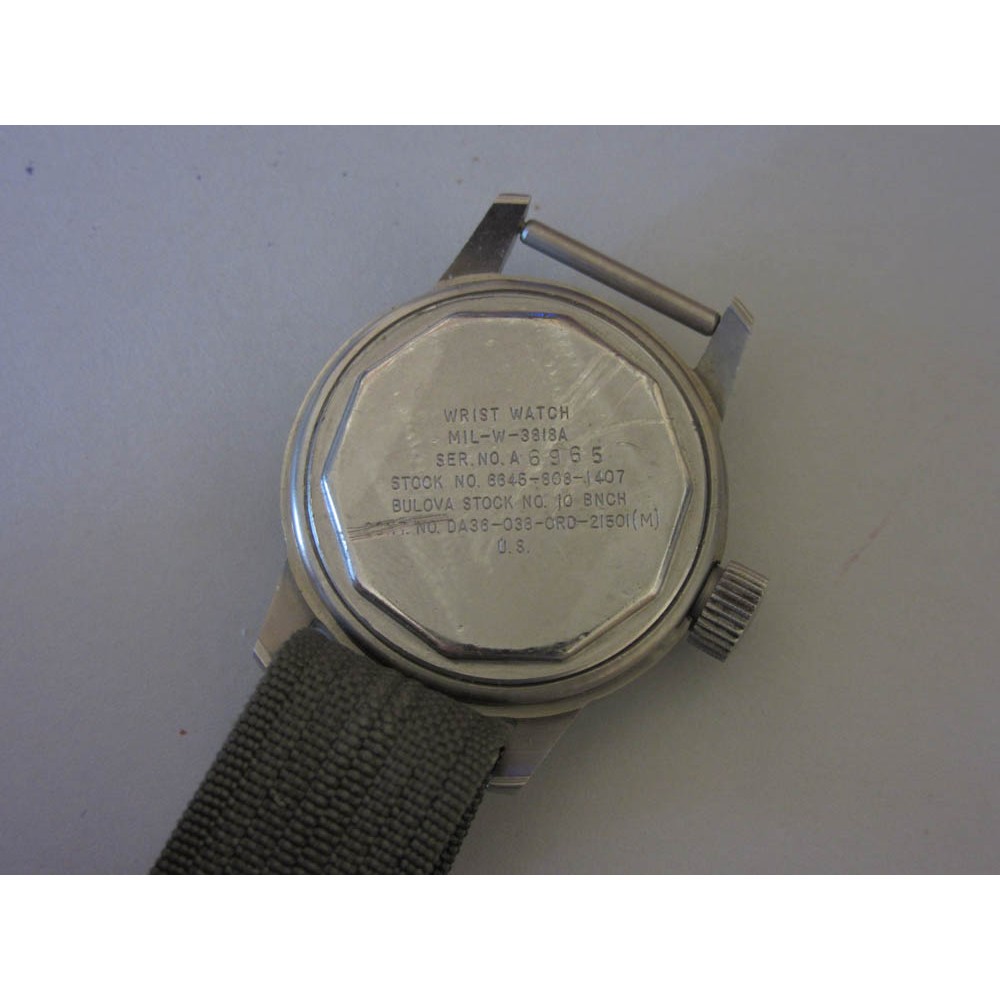 WRIST WATCH
MIL-W-3818A
SER. NO. A 6965
STOCK NO. 6645-808-1407
BULOVA STOCK NO. 10 BNCH
NO. DA36-038-ORD-21501(M)
U.S.